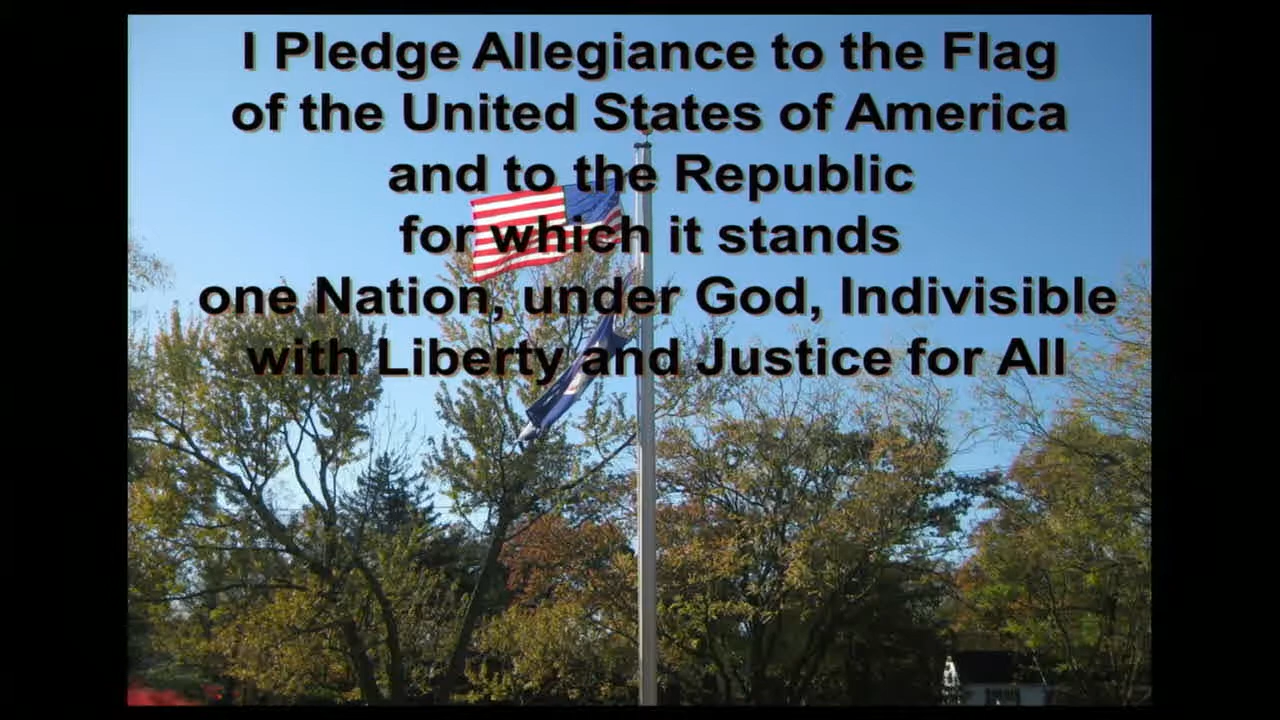 I Pledge Allegiance to the Flag
of the United States of America
and to the Republic
for which it stands
one Nation, under God, Indivisible
with Liberty and Justice for All